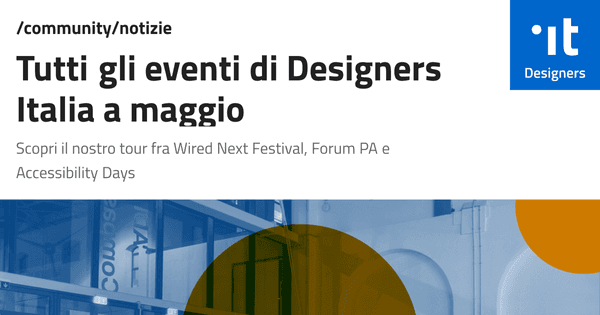 /community/notizie
Tutti gli eventi di Designers
Italia a maggio
Scopri il nostro tour fra Wired Next Festival, Forum PA e
Accessibility Days
it
Designers